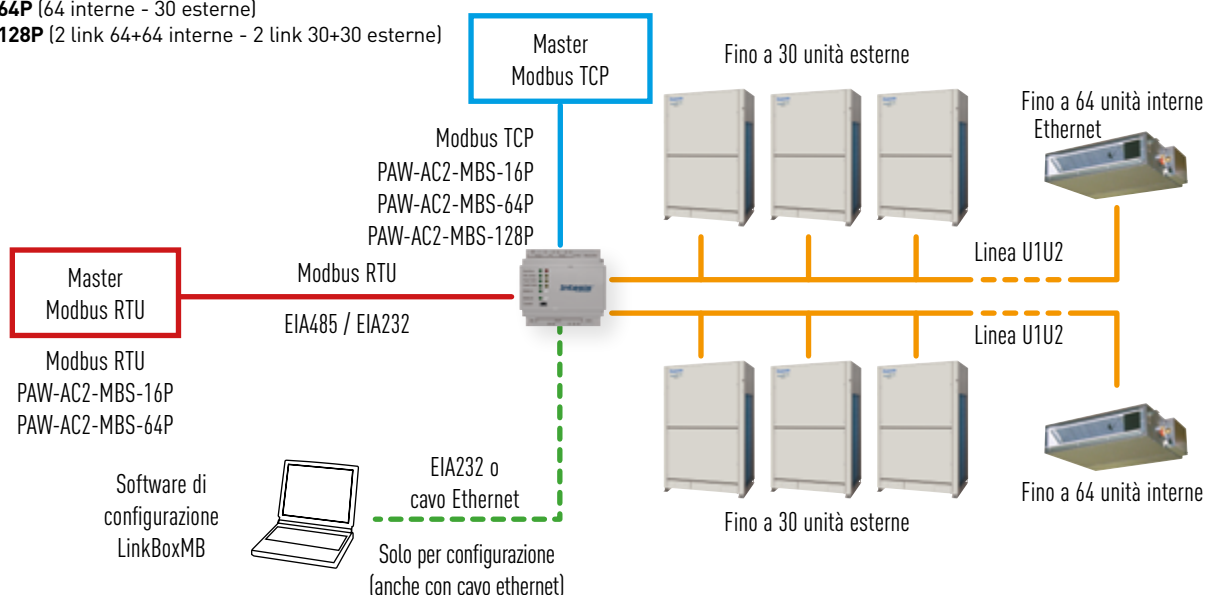 64P (64 interne - 30 esterne)
128P (2 link 64+64 interne - 2 link 30+30 esterne)
Master
Modbus TCP
Fino a 30 unità esterne
Fino a 64 unità interne
Ethernet
Modbus TCP
PAW-AC2-MBS-16P
PAW-AC2-MBS-64P
PAW-AC2-MBS-128P
Linea U1U2
Master
Modbus RTU
Modbus RTU
EIA485 / EIA232
intesis
Linea U1U2
Modbus RTU
PAW-AC2-MBS-16P
PAW-AC2-MBS-64P
Software di
configurazione
LinkBoxMB
EIA232 o
cavo Ethernet
Solo per configurazione
(anche con cavo ethernet)
Fino a 30 unità esterne
Fino a 64 unità interne